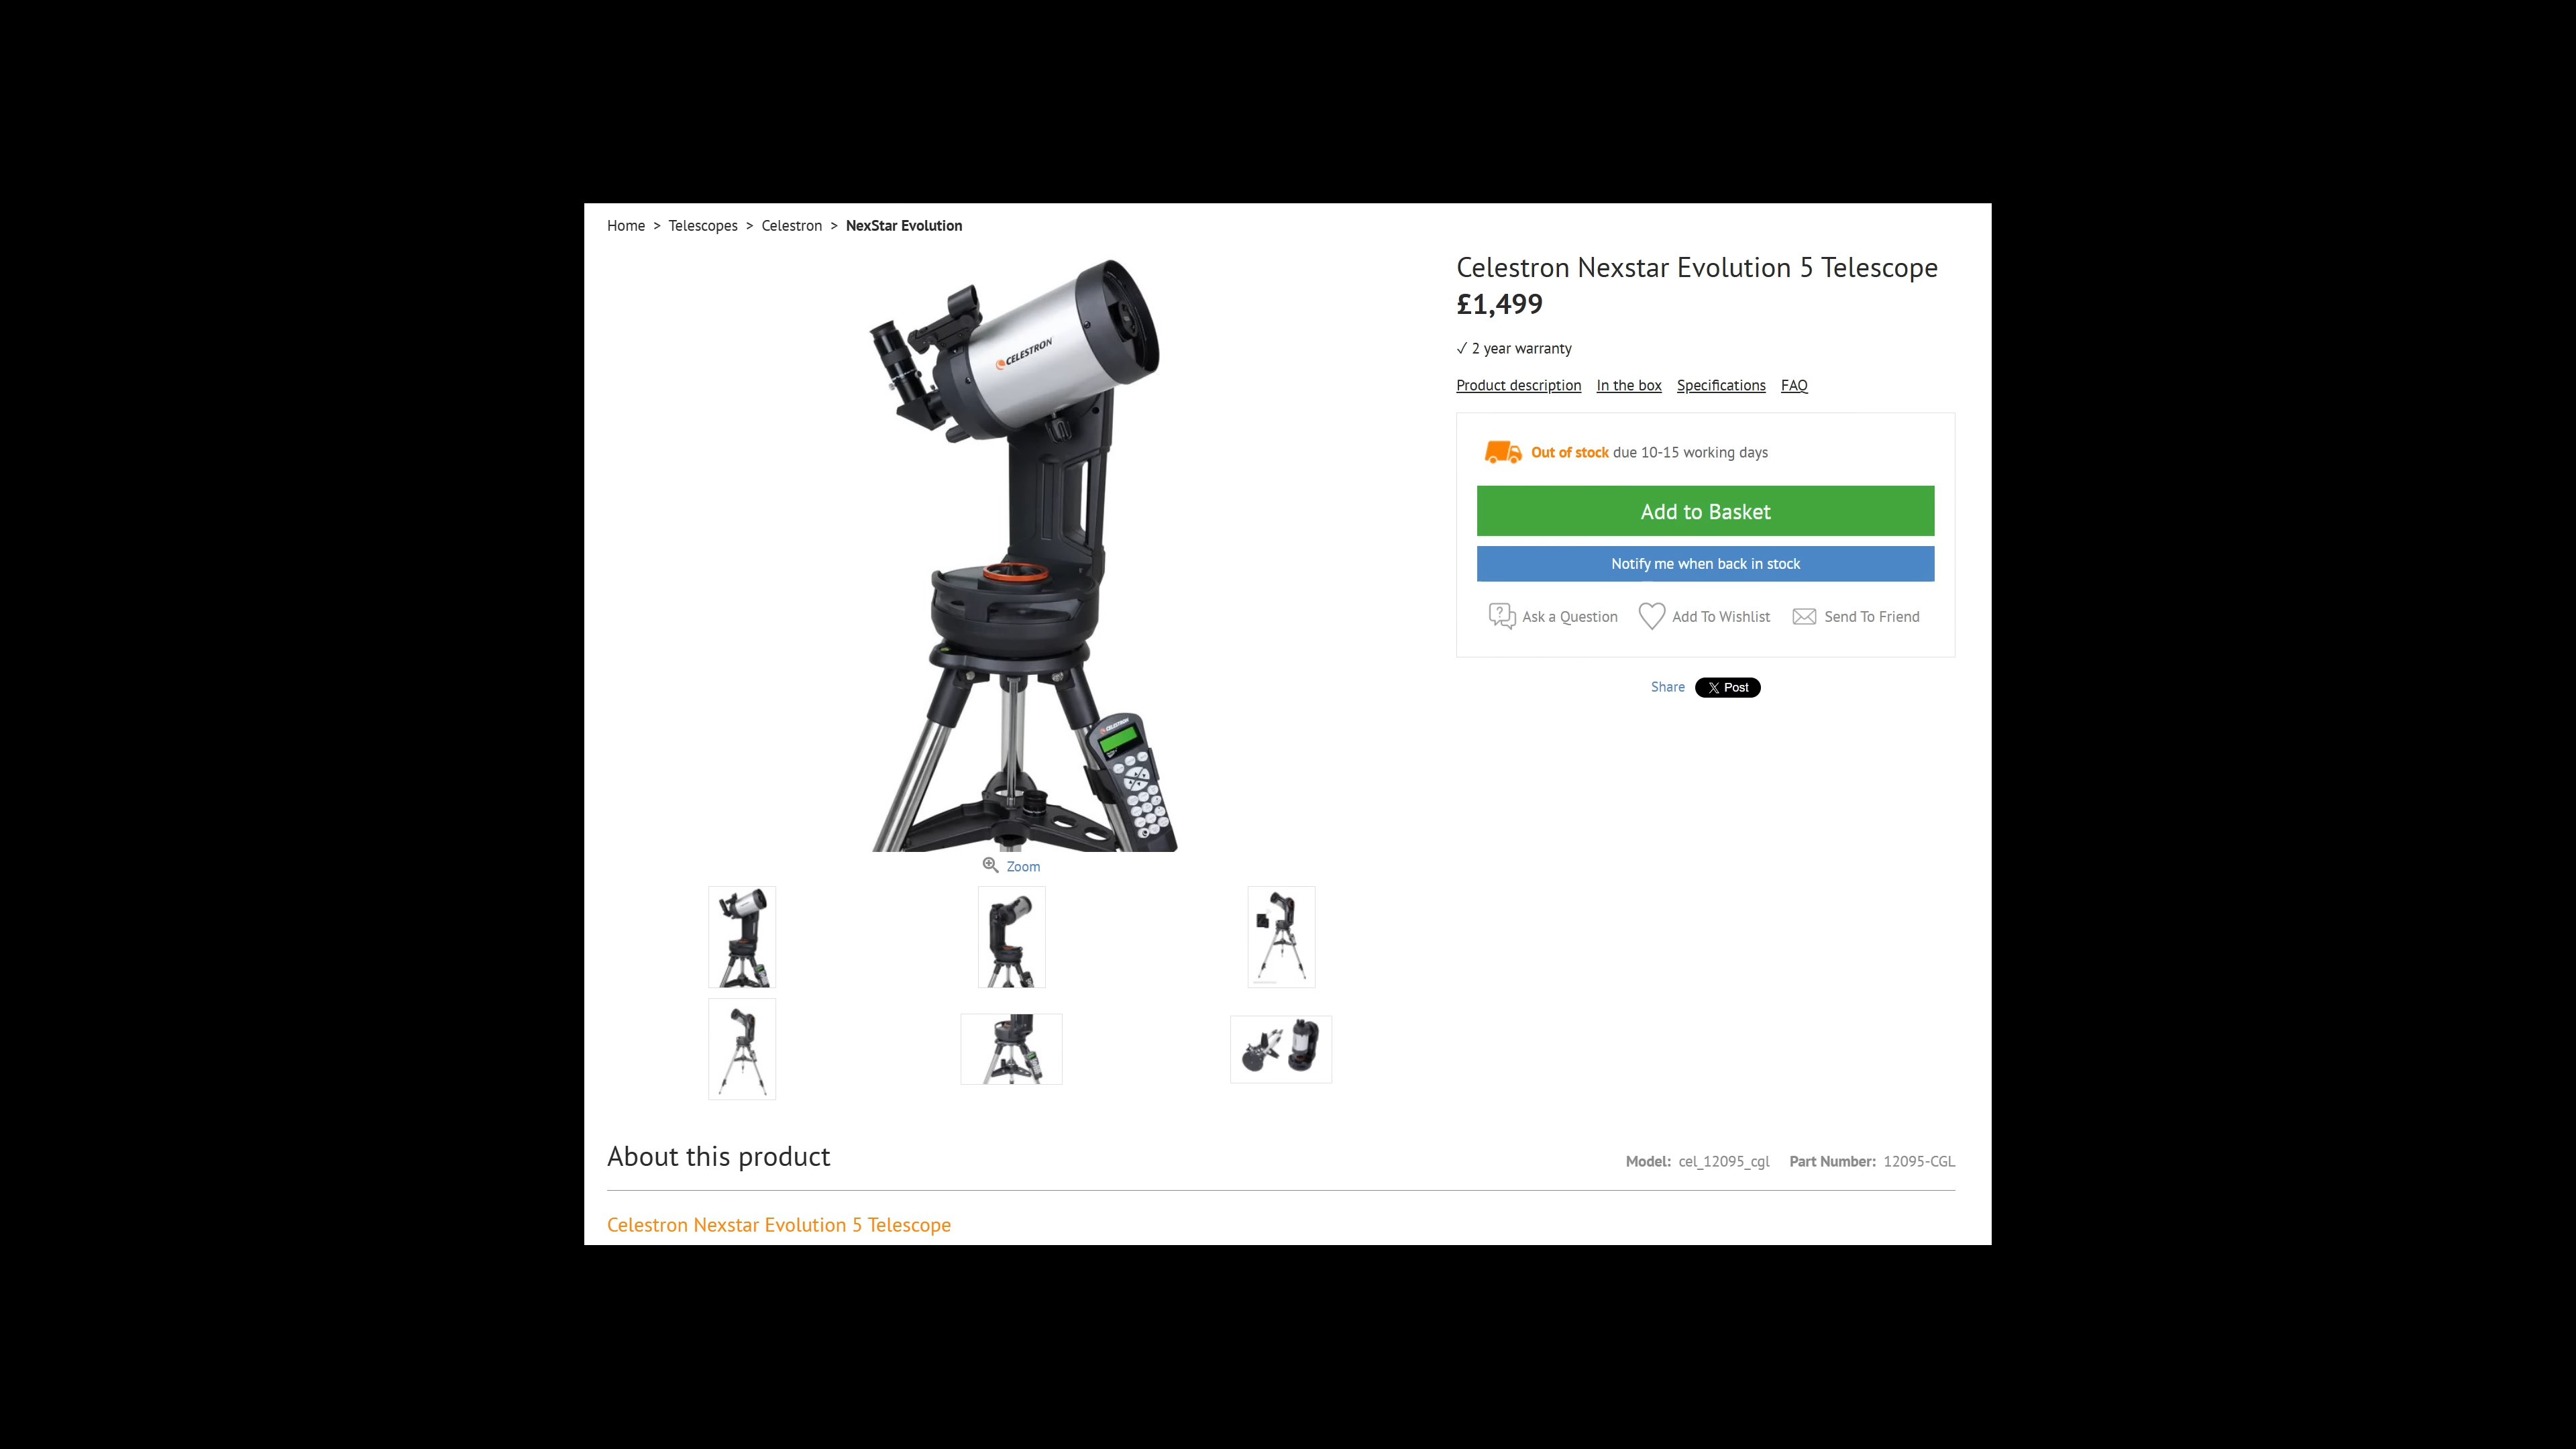 Home > Telescopes > Celestron > NexStar Evolution
CELESTRON
CELESTRON
Zoom
Celestron Nexstar Evolution 5 Telescope
£1,499
✓ 2 year warranty
Product description In the box Specifications FAQ
Out of stock due 10-15 working days
Add to Basket
Notify me when back in stock
? Ask a Question Add To Wishlist Send To Friend
Share X Post
About this product
Model: cel_12095_cgl Part Number: 12095-CGL
Celestron Nexstar Evolution 5 Telescope